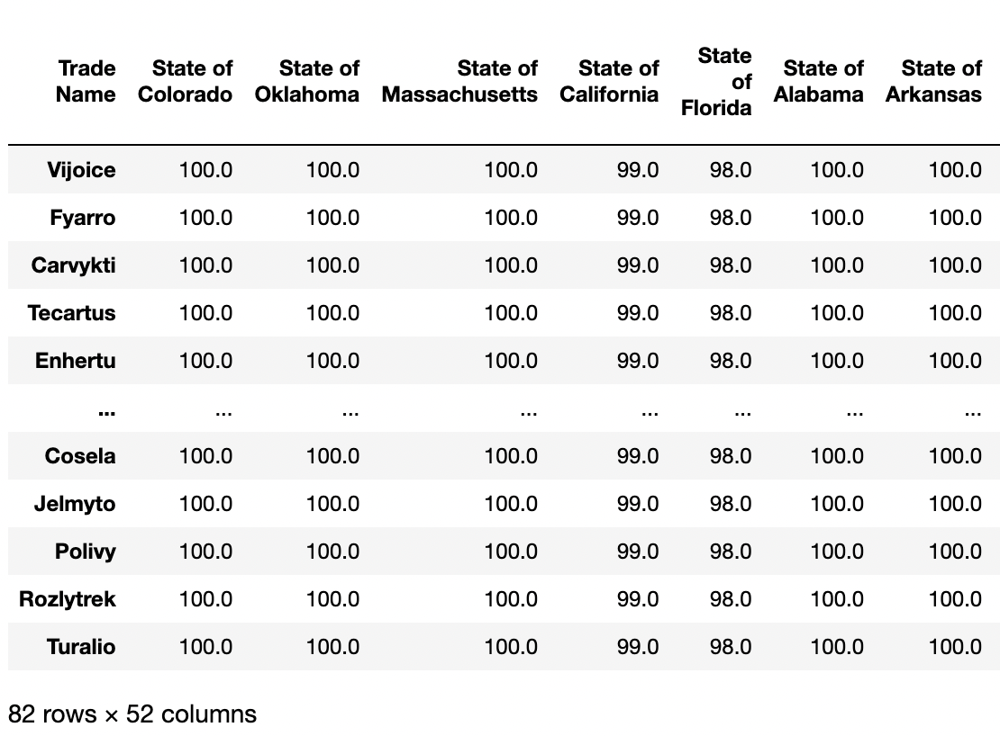 Trade Name State of Colorado State of Oklahoma State of Massachusetts State of California State of Florida State of Alabama State of Arkansas
Vijoice 100.0 100.0 100.0 99.0 98.0 100.0 100.0
Fyarro 100.0 100.0 100.0 99.0 98.0 100.0 100.0
Carvykti 100.0 100.0 100.0 99.0 98.0 100.0 100.0
Tecartus 100.0 100.0 100.0 99.0 98.0 100.0 100.0
Enhertu 100.0 100.0 100.0 99.0 98.0 100.0 100.0
... ... ... ... ... ... ... ...
Cosela 100.0 100.0 100.0 99.0 98.0 100.0 100.0
Jelmyto 100.0 100.0 100.0 99.0 98.0 100.0 100.0
Polivy 100.0 100.0 100.0 99.0 98.0 100.0 100.0
Rozlytrek 100.0 100.0 100.0 99.0 98.0 100.0 100.0
Turalio 100.0 100.0 100.0 99.0 98.0 100.0 100.0
82 rows × 52 columns